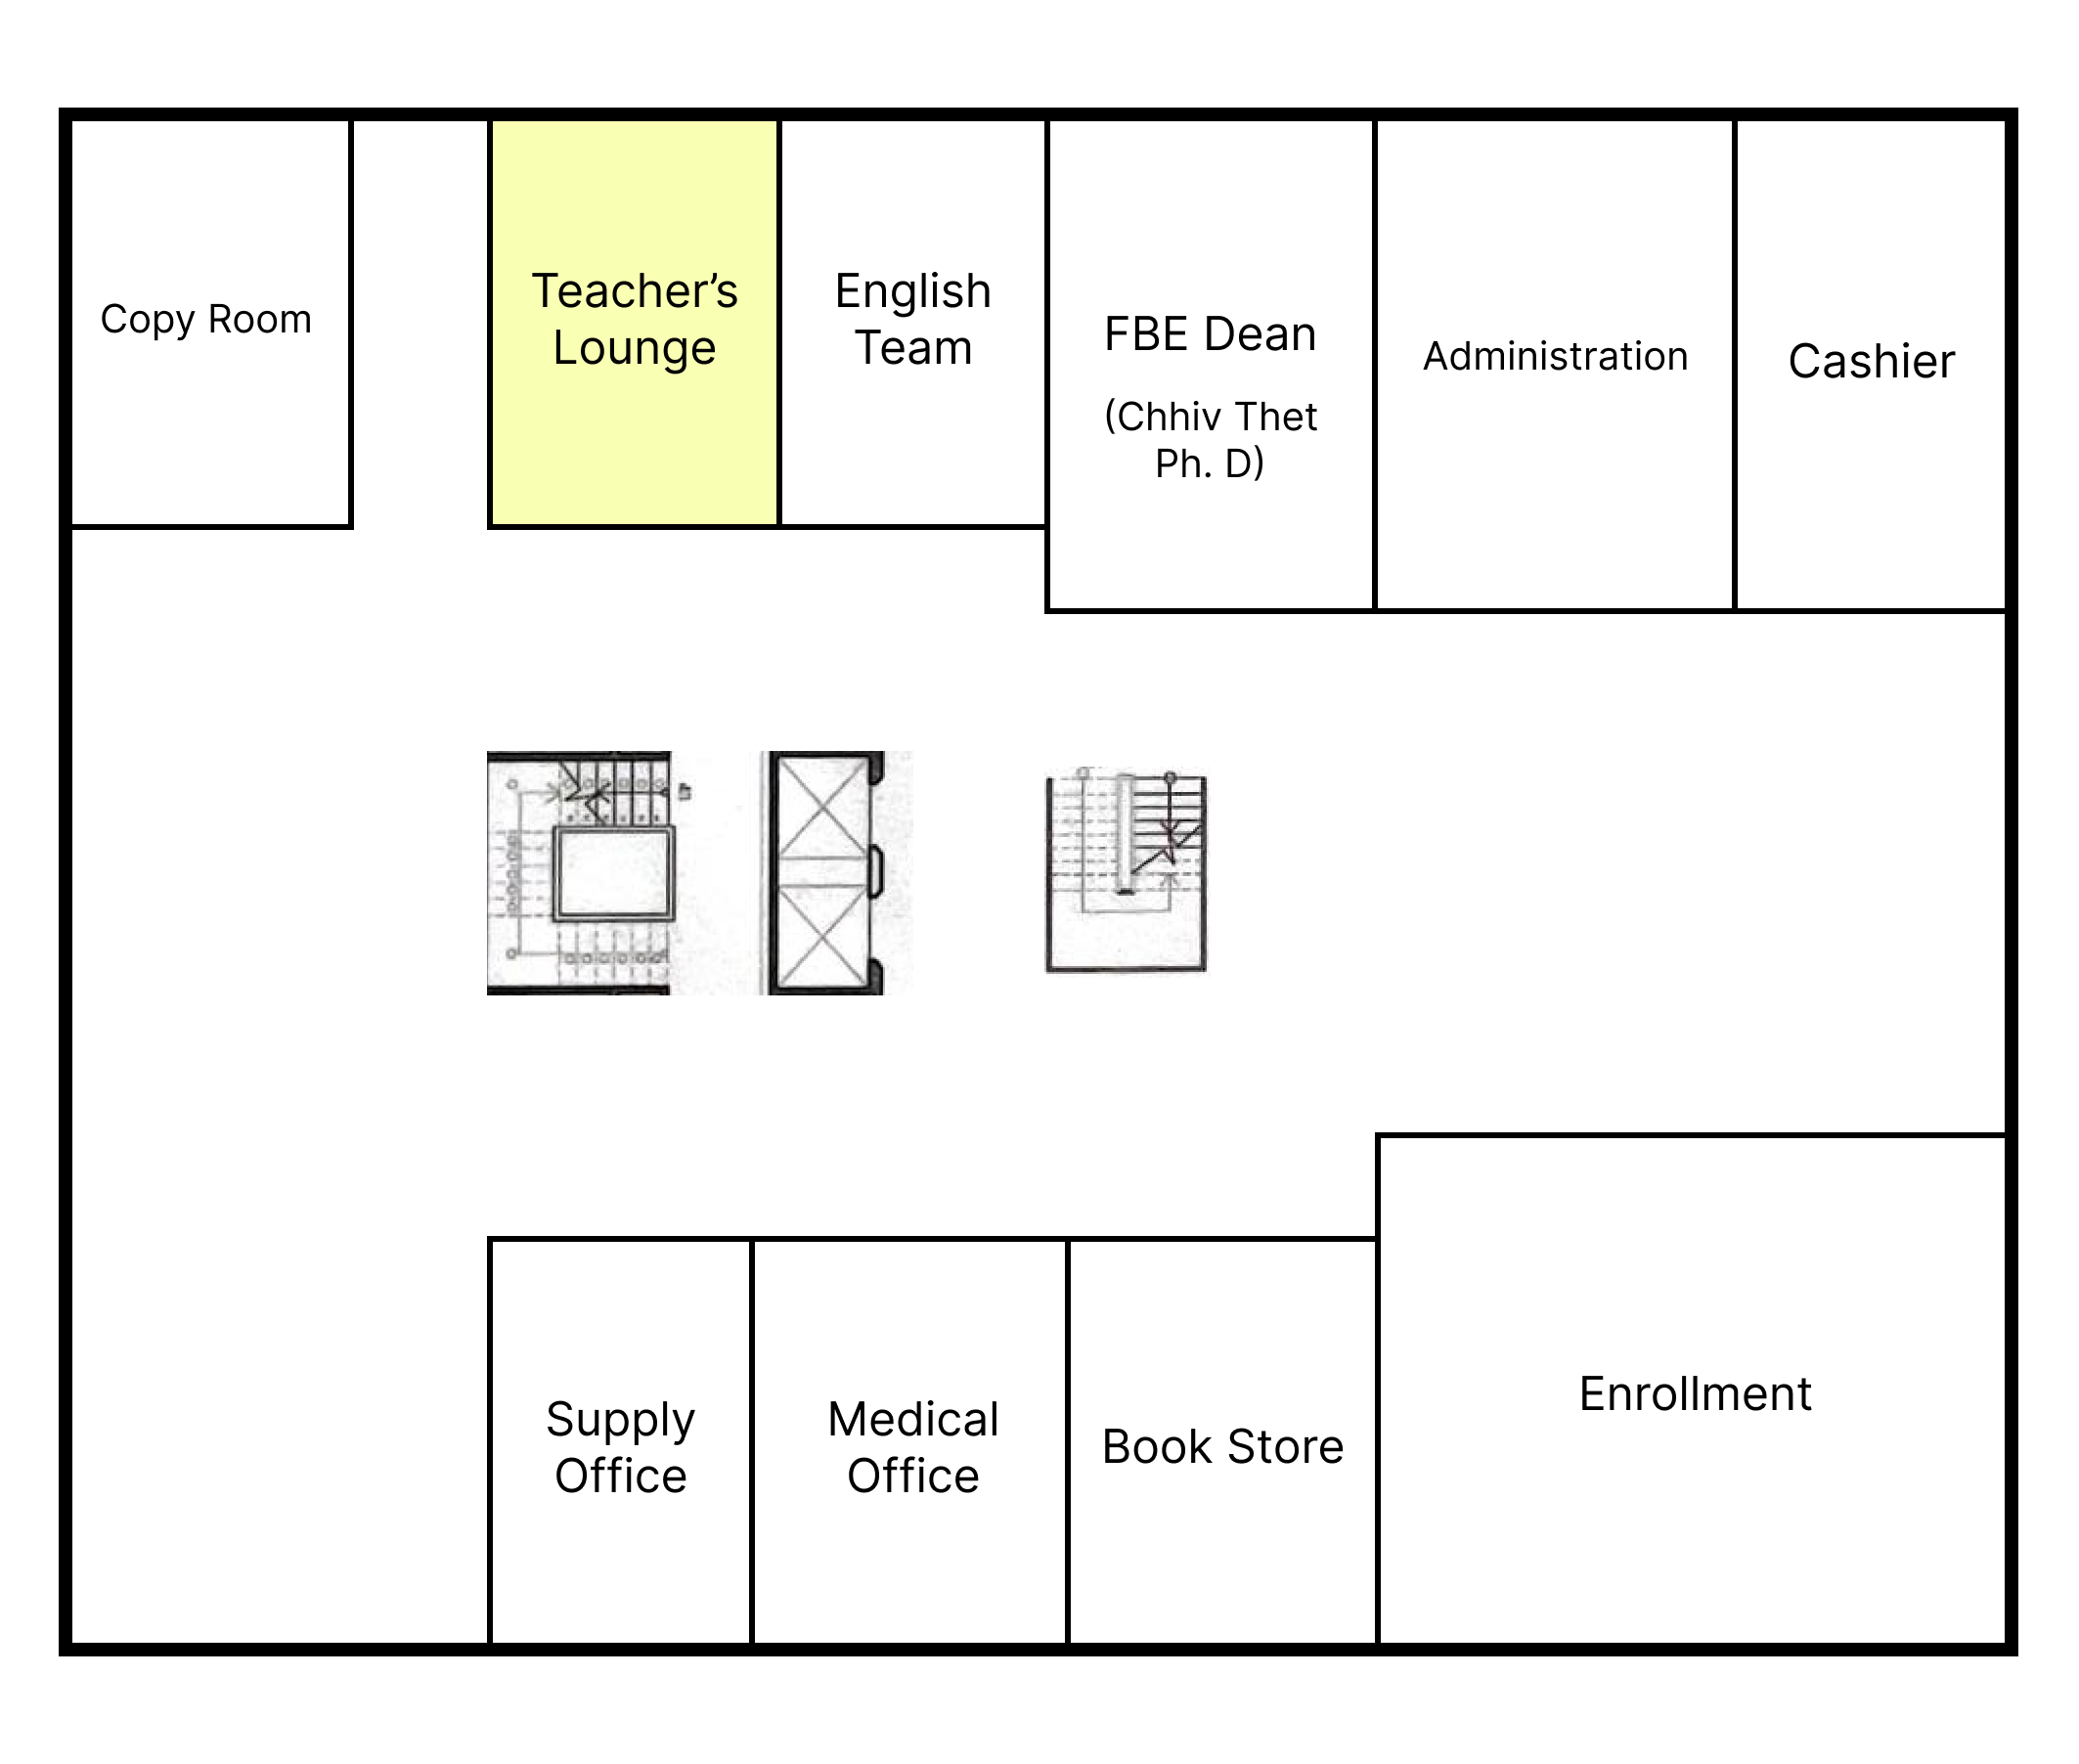 Copy Room
Teacher’s
Lounge
English
Team
FBE Dean
(Chhiv Thet
Ph. D)
Administration
Cashier
Supply
Office
Medical
Office
Book Store
Enrollment